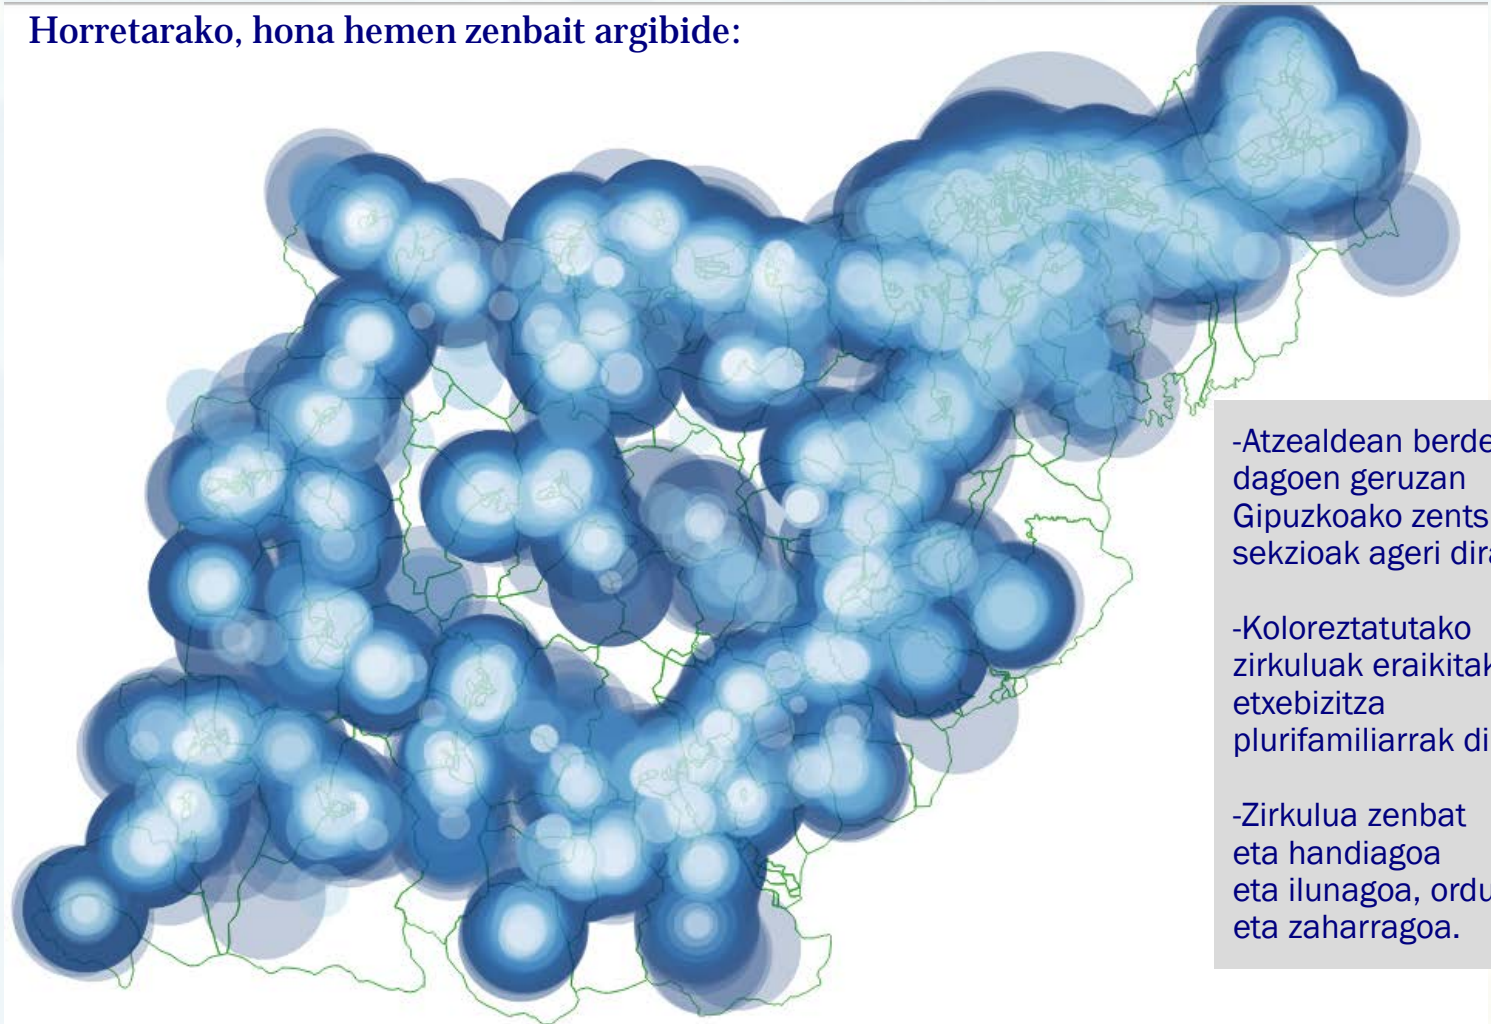 Horretarako, hona hemen zenbait argibide:
-Atzealdean berde
dagoen geruzan
Gipuzkoako zents
sekzioak ageri dira
-Koloreztatutako
zirkuluak eraikitak
etxebizitza
plurifamiliarrak di
-Zirkulua zenbat
eta handiagoa
eta ilunagoa, ordu
eta zaharragoa.